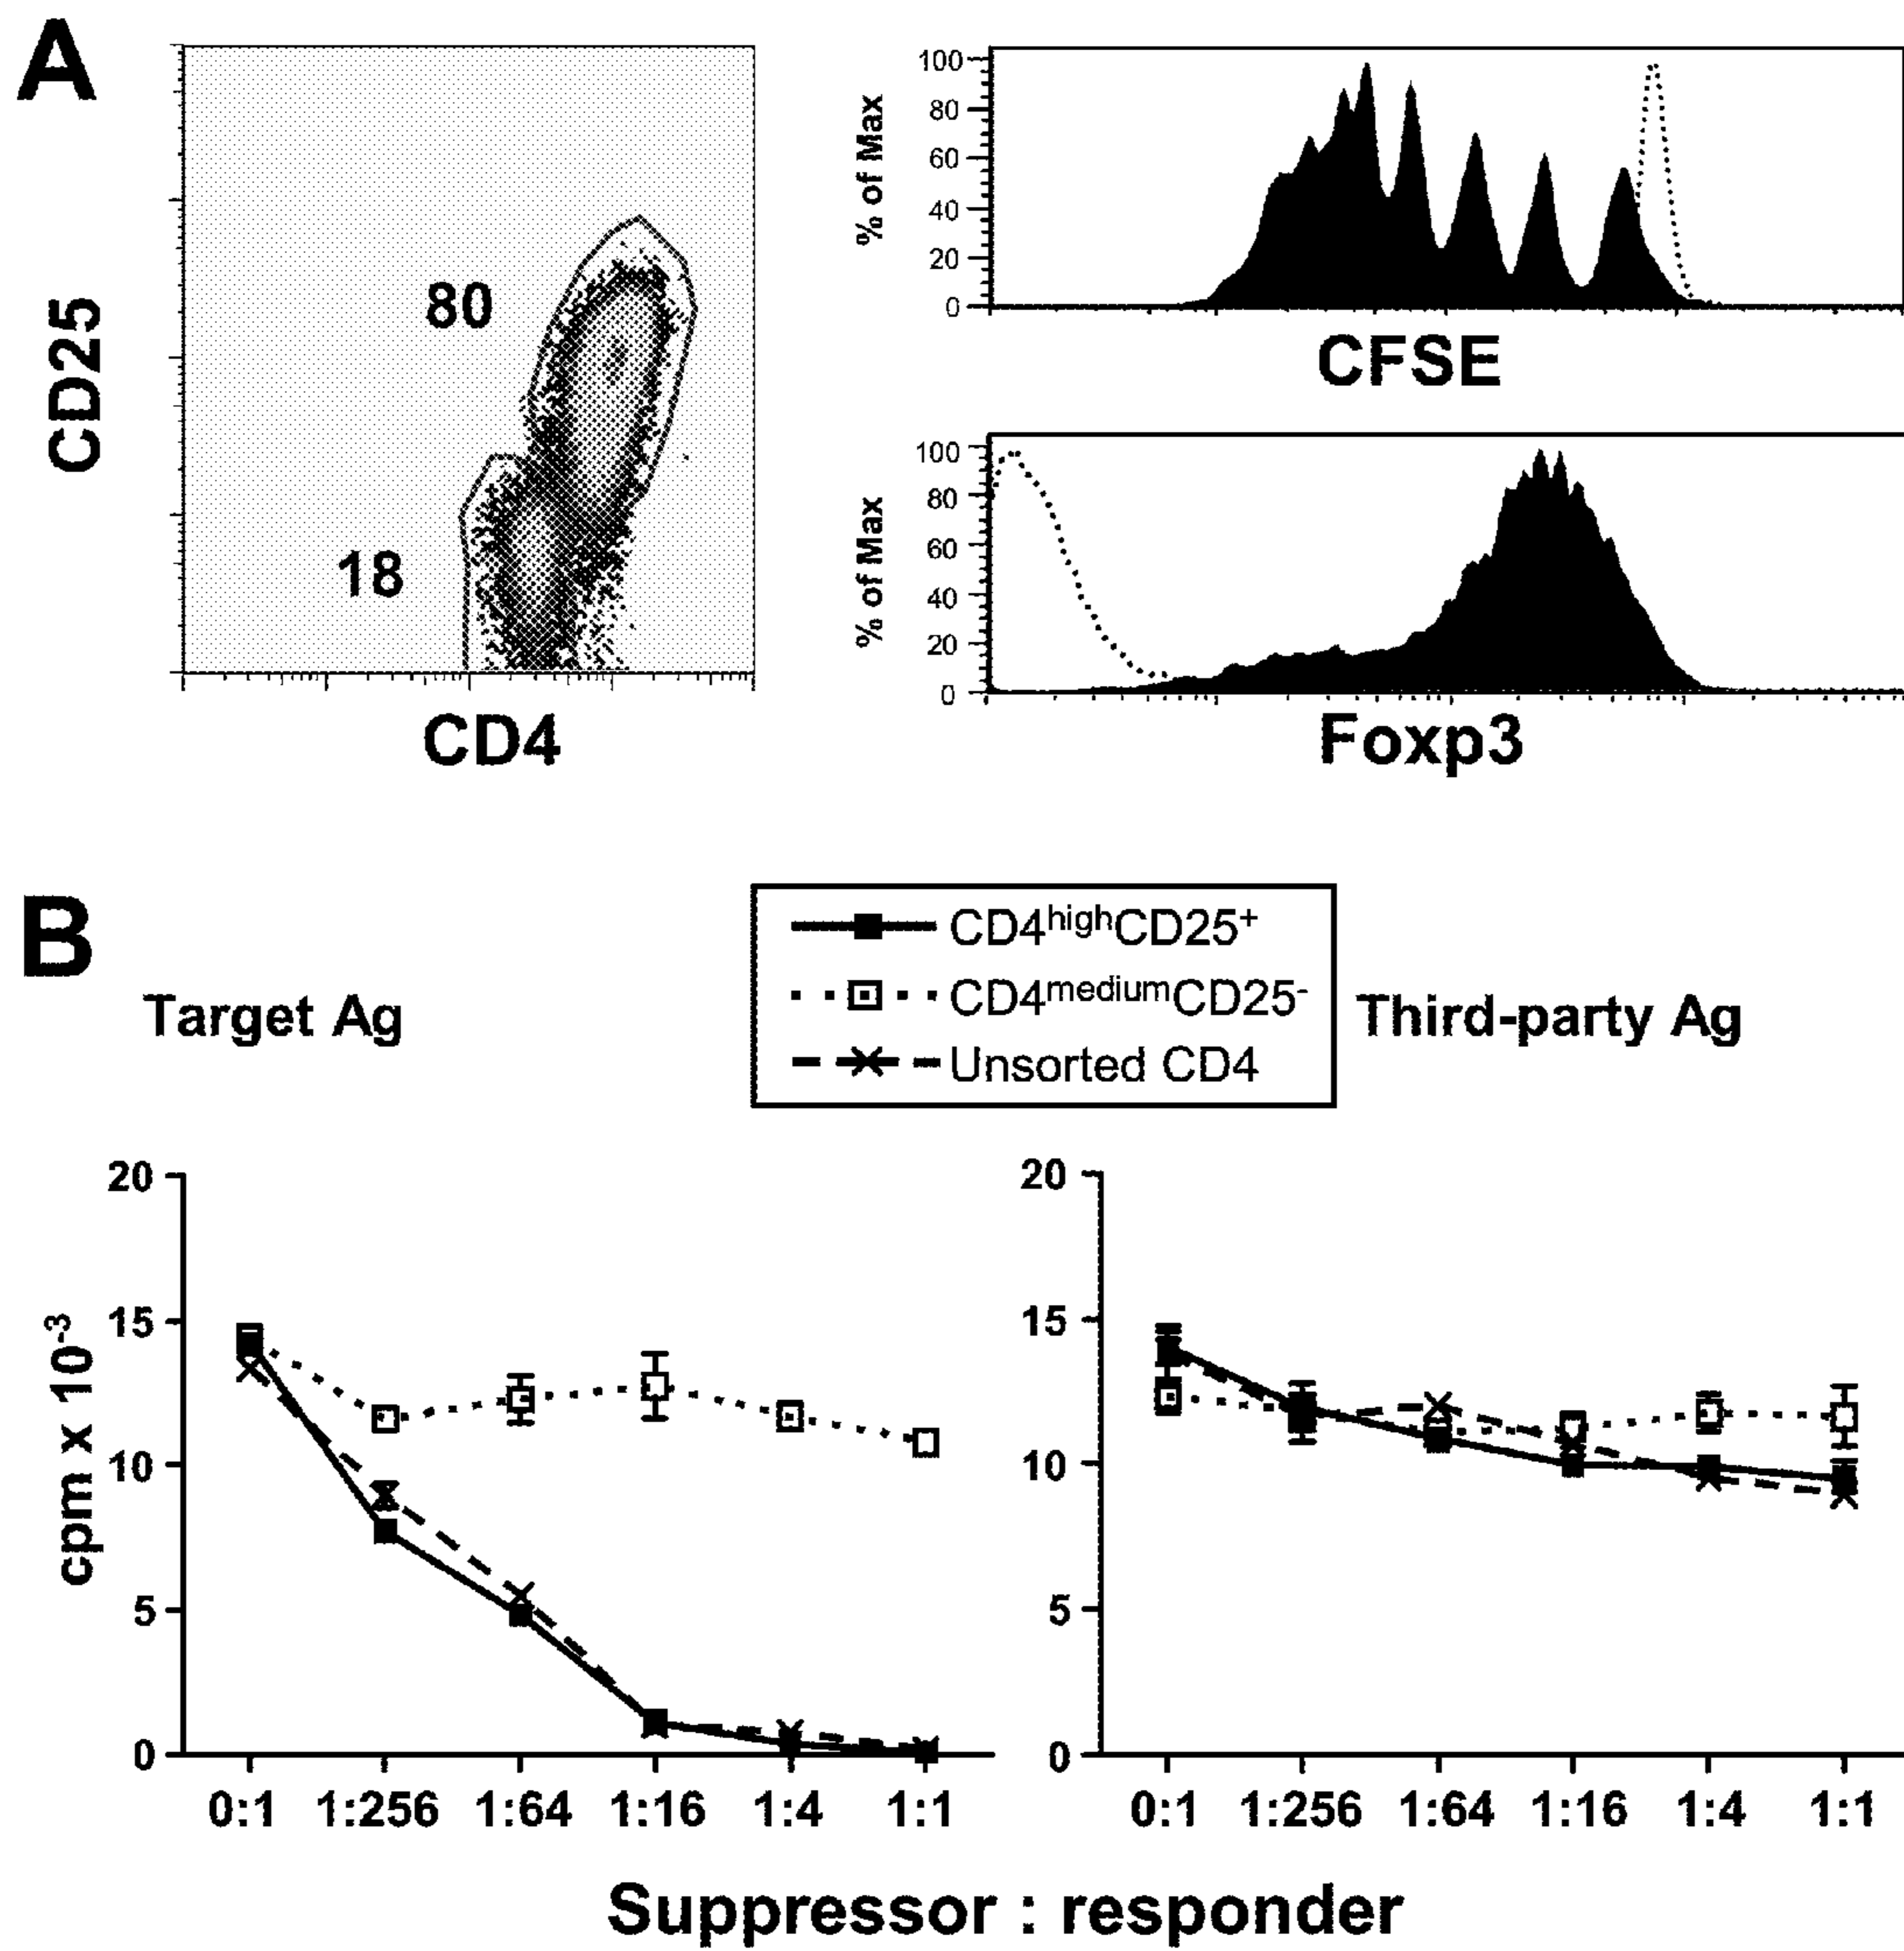 A
CD25
80
18
CD4
% of Max
100
80
60
40
20
0
CFSE
% of Max
100
80
60
40
20
0
Foxp3
B
CD4highCD25+
CD4mediumCD25-
Unsorted CD4
Target Ag
Third-party Ag
cpm x 10-3
20
15
10
5
0
0:1 1:256 1:64 1:16 1:4 1:1
20
15
10
5
0
0:1 1:256 1:64 1:16 1:4 1:1
Suppressor : responder